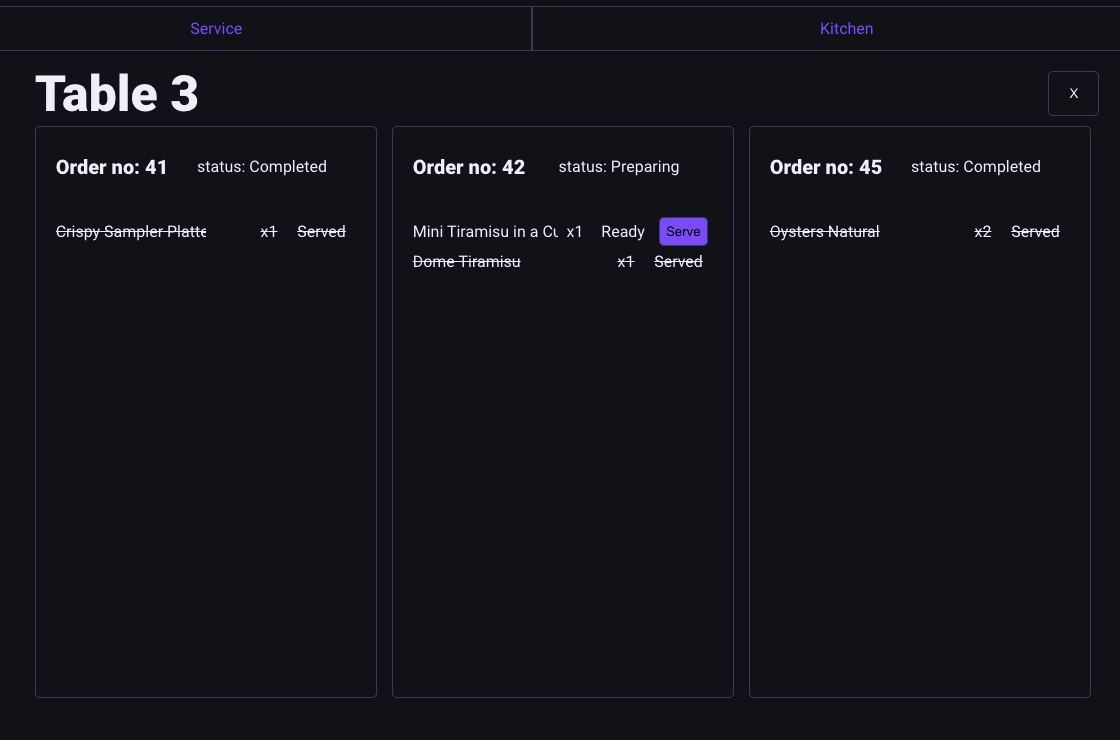 Service
Kitchen
Table 3
X
Order no: 41 status: Completed
Crispy Sampler Platte x1 Served
Order no: 42 status: Preparing
Mini Tiramisu in a Cu x1 Ready Serve
Dome Tiramisu x1 Served
Order no: 45 status: Completed
Oysters Natural x2 Served